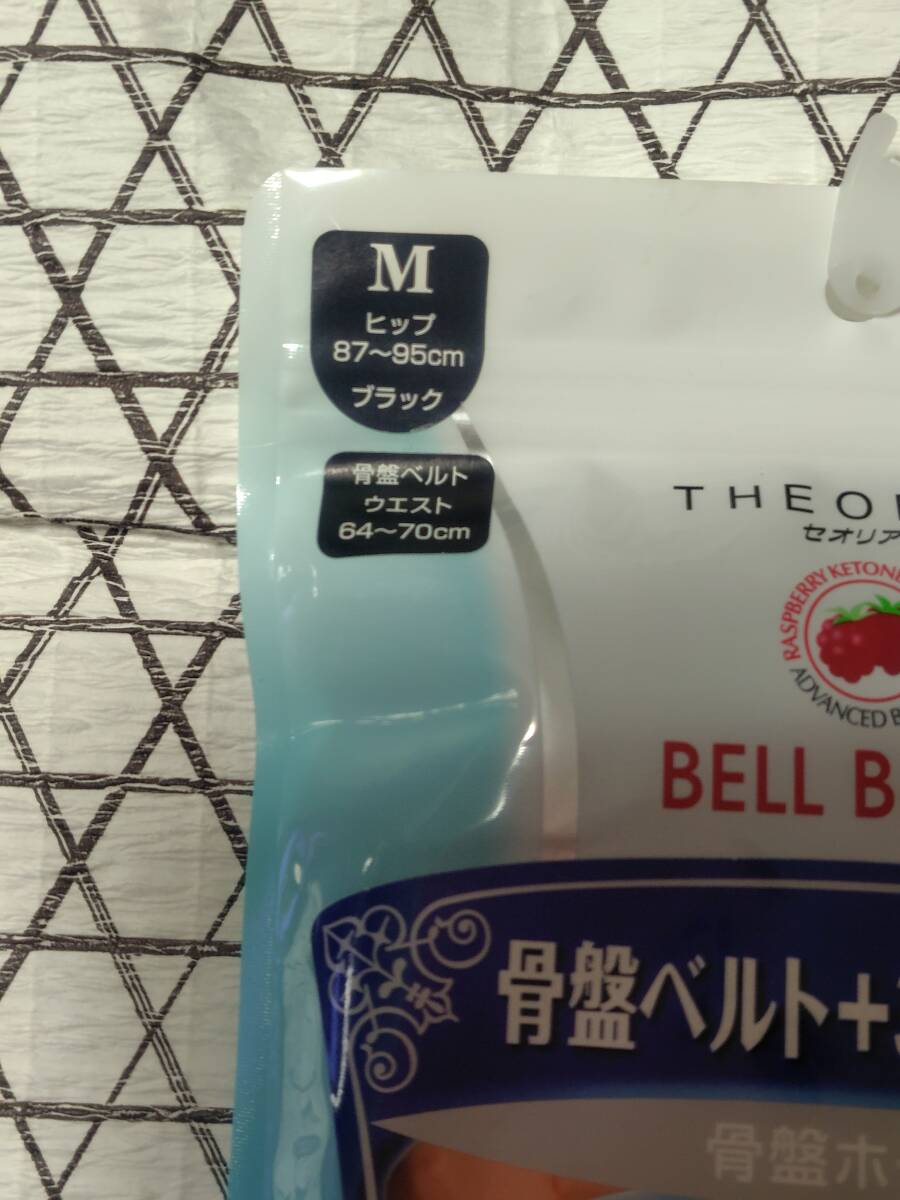 M
ヒップ
87～95cm
ブラック
骨盤ベルト
ウエスト
64～70cm
THEO
セオリア
RASPBERRY KETONE
ADVANCED B
BELL B
骨盤ベルト+
骨盤ホ